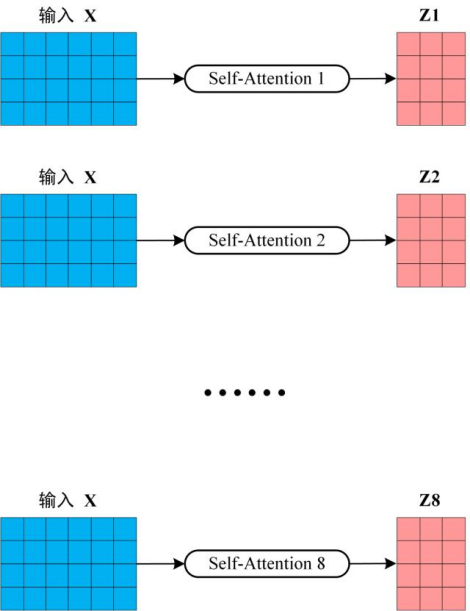 输入 X
Z1
Self-Attention 1
输入 X
Z2
Self-Attention 2
......
输入 X
Z8
Self-Attention 8